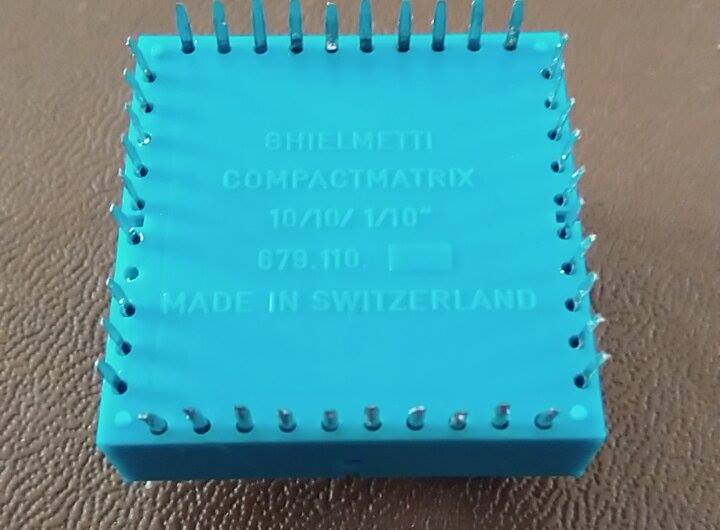 GHIELMETTI
COMPACTMATRIX
10/10/ 1/10"
679.110.
MADE IN SWITZERLAND